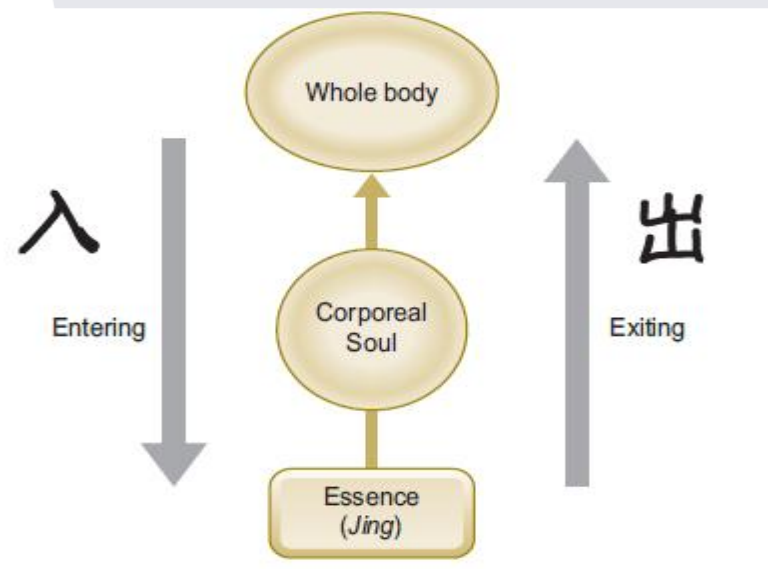 Whole body
入
出
Corporeal
Soul
Entering
Exiting
Essence
(Jing)